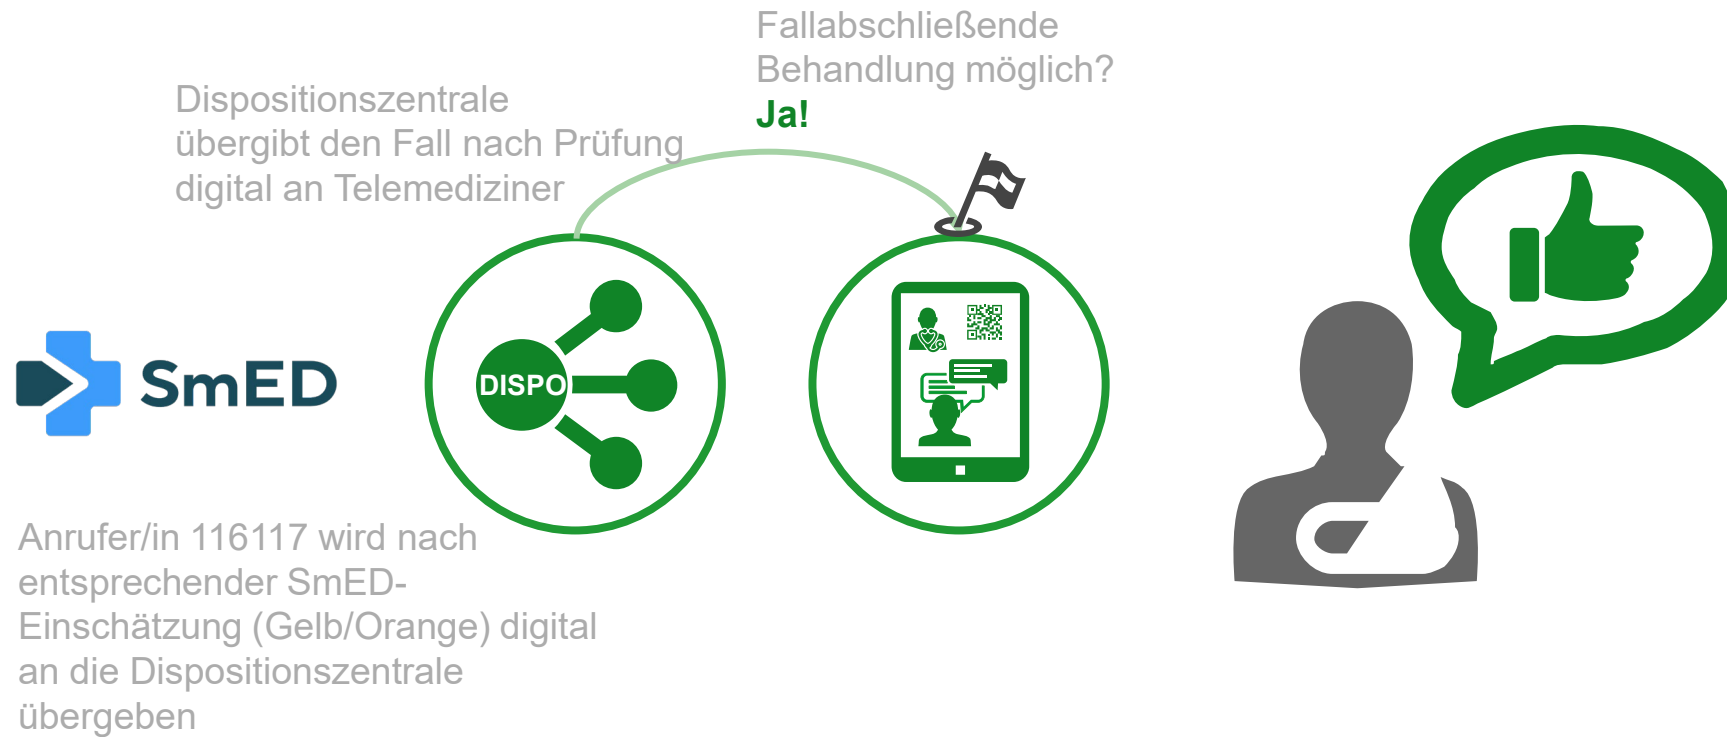 Fallabschließende
Behandlung möglich?
Ja!
Dispositionszentrale
übergibt den Fall nach Prüfung
digital an Telemediziner
SmED
DISPO
Anrufer/in 116117 wird nach
entsprechender SmED-
Einschätzung (Gelb/Orange) digital
an die Dispositionszentrale
übergeben